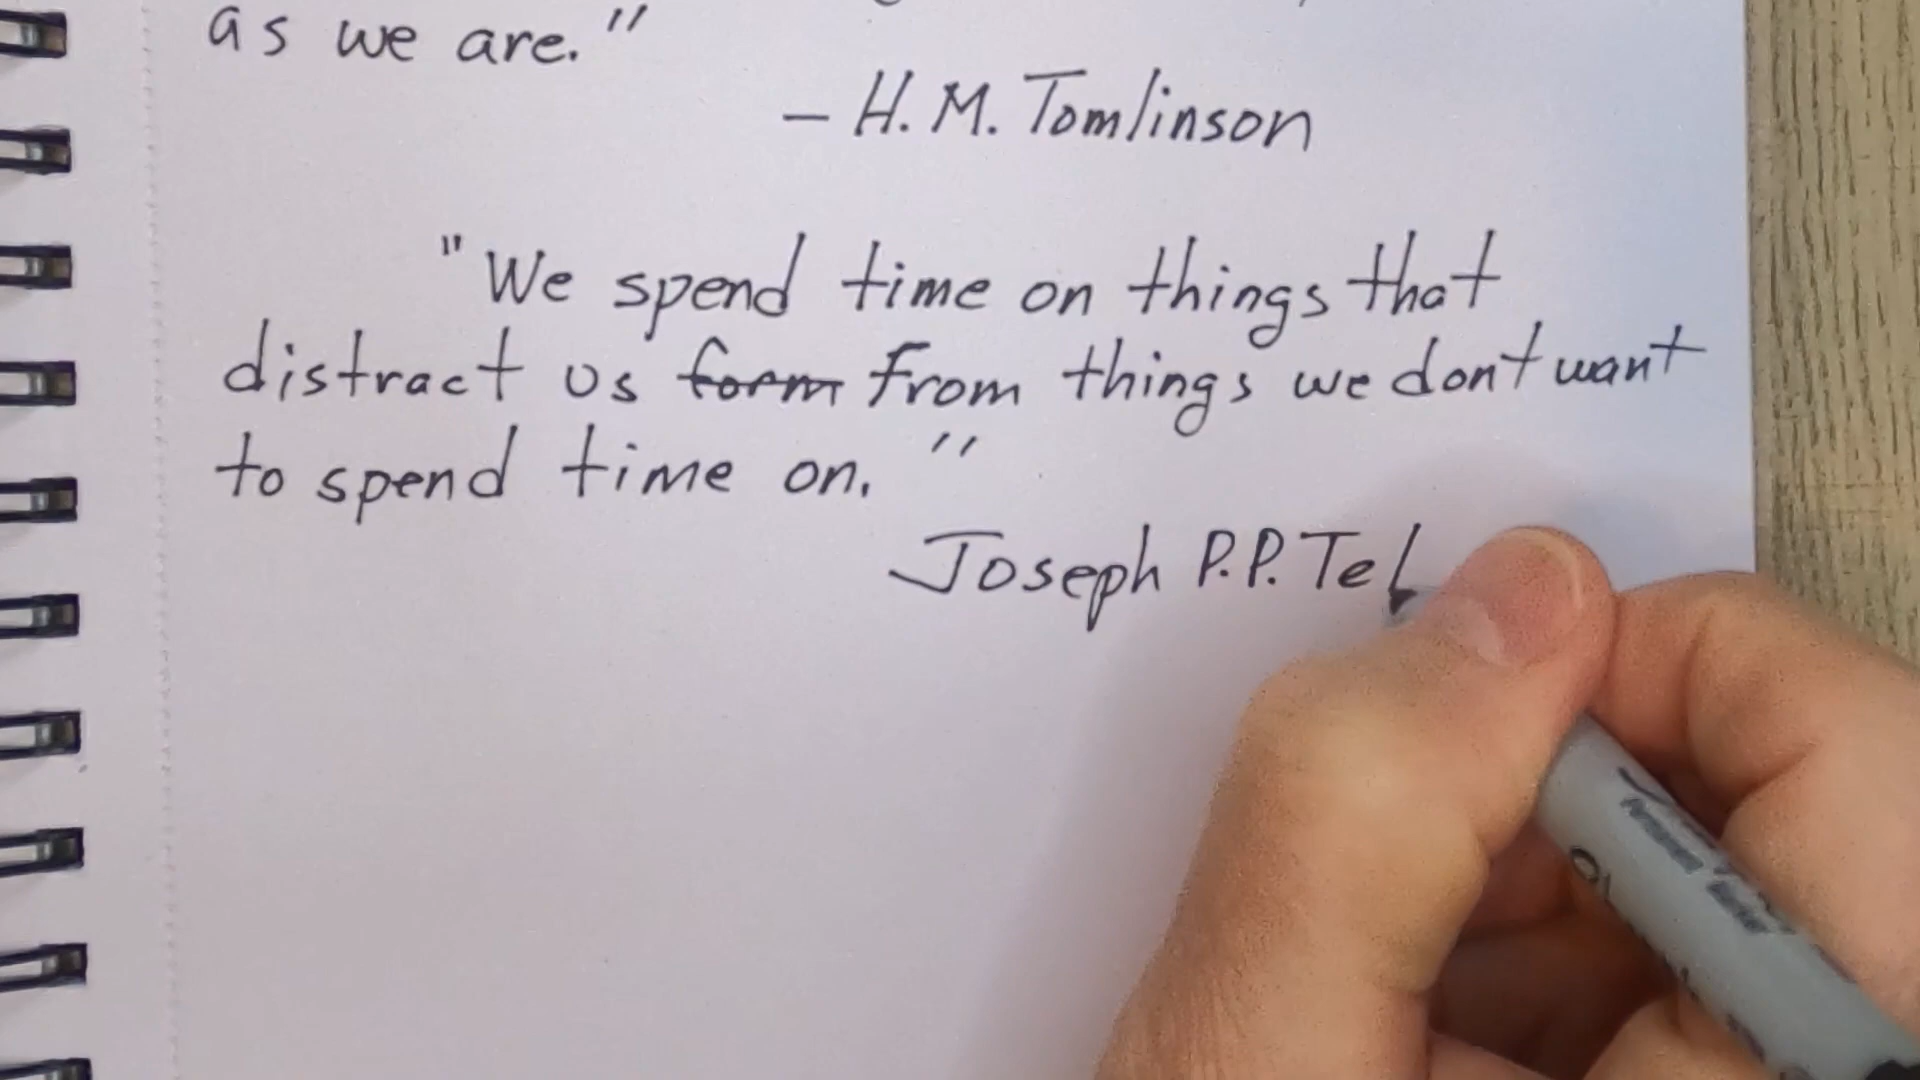 as we are."
– H. M. Tomlinson
"We spend time on things that
distract us form from things we dont want
to spend time on."
Joseph P.P. Tel